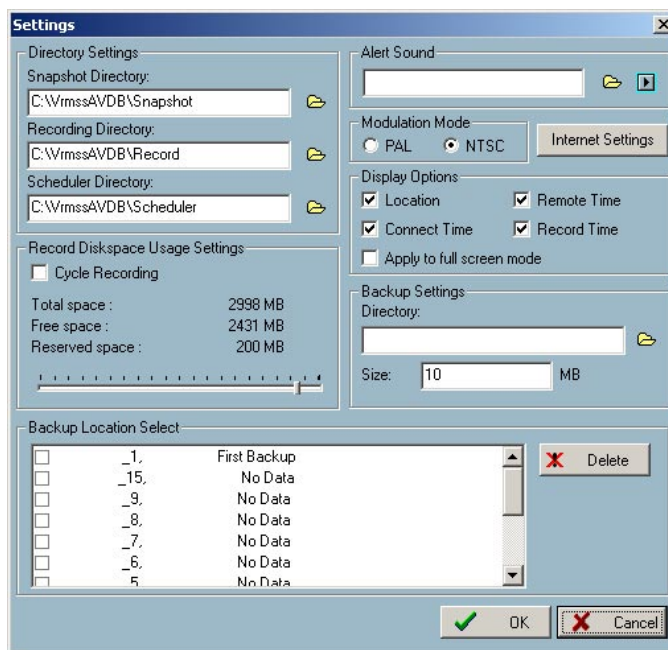 Settings
Directory Settings
Snapshot Directory:
C:\VrmssAVDB\Snapshot
Recording Directory:
C:\VrmssAVDB\Record
Scheduler Directory:
C:\VrmssAVDB\Scheduler
Record Diskspace Usage Settings
Cycle Recording
Total space : 2998 MB
Free space : 2431 MB
Reserved space : 200 MB
Alert Sound
Modulation Mode
PAL NTSC
Internet Settings
Display Options
Location Remote Time
Connect Time Record Time
Apply to full screen mode
Backup Settings
Directory:
Size: 10 MB
Backup Location Select
_1, First Backup
_15, No Data
_9, No Data
_8, No Data
_7, No Data
_6, No Data
_5, No Data
Delete
OK Cancel